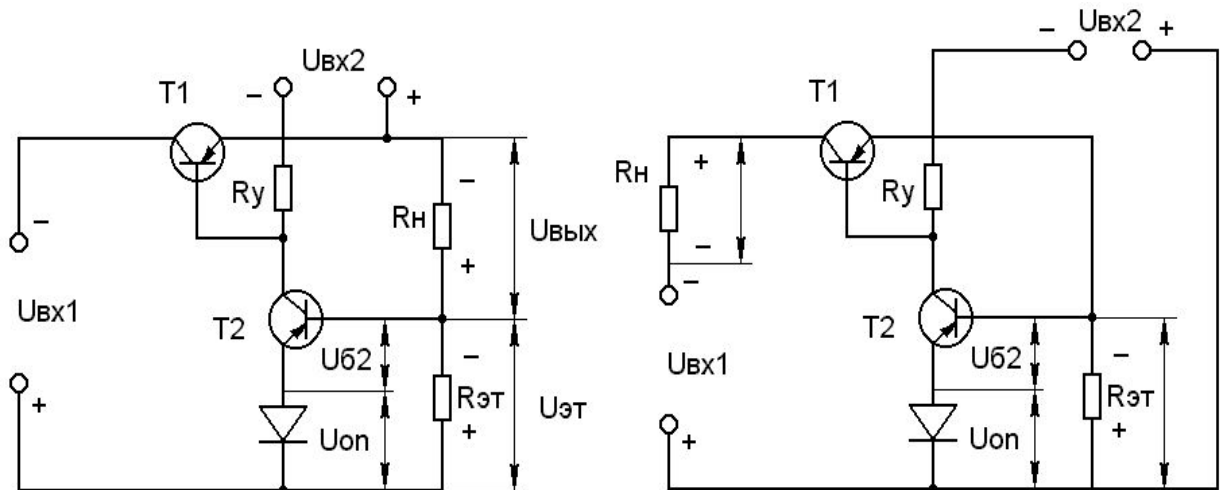 Uвх2
T1
–
+
Rу
–
–
Rн
Uвых
+
Uвх1
T2
Uб2
–
Rэт
Uэт
+
+
Uоп
Uвх2
–
+
T1
Rн
+
Rу
–
–
T2
Uвх1
Uб2
–
Rэт
+
Uоп
+